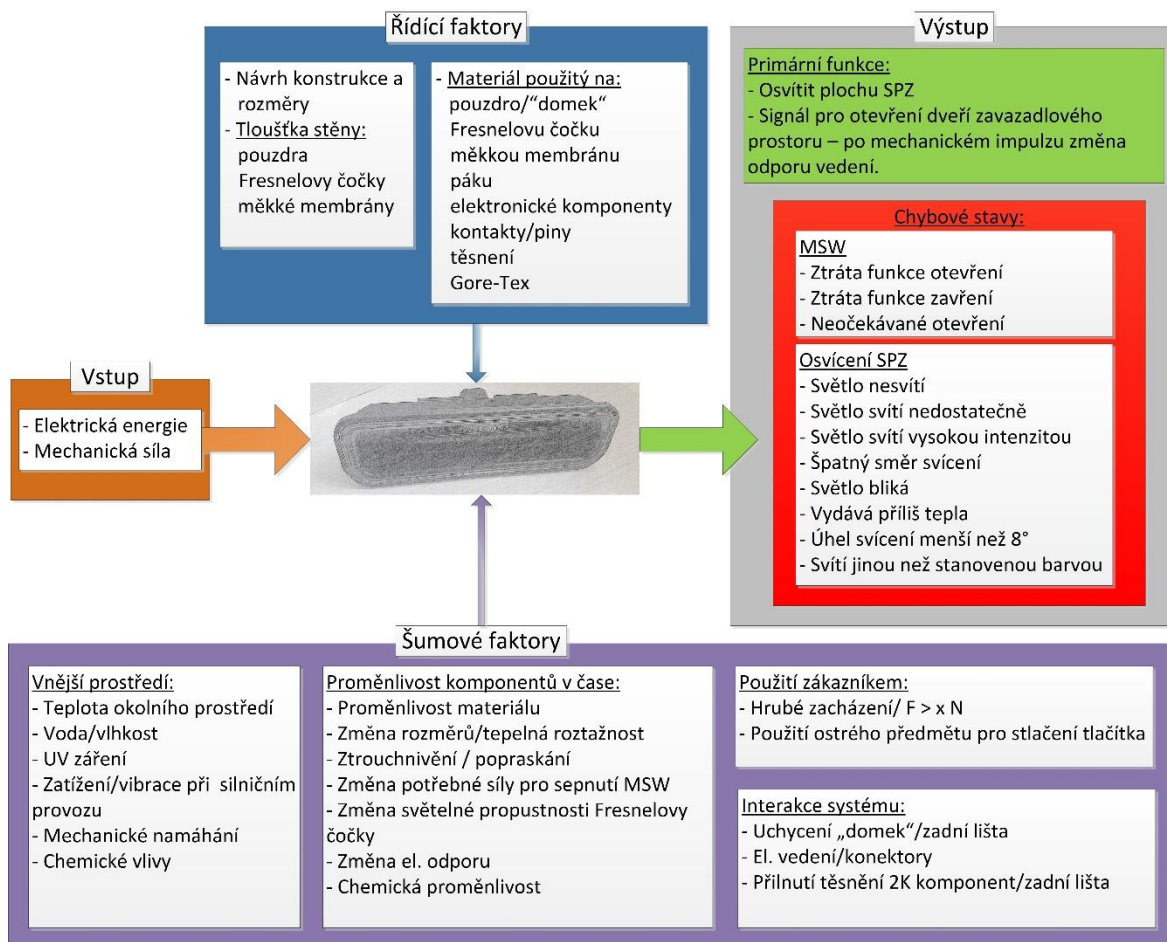 Řídící faktory
- Návrh konstrukce a
rozměry
- Tloušťka stěny:
pouzdra
Fresnelovy čočky
měkké membrány
- Materiál použitý na:
pouzdro/“domek“
Fresnelovu čočku
měkkou membránu
páku
elektronické komponenty
kontakty/piny
těsnení
Gore-Tex
Výstup
Primární funkce:
- Osvítit plochu SPZ
- Signál pro otevření dveří zavazadlového
prostoru – po mechanickém impulzu změna
odporu vedení.
Chybové stavy:
MSW
- Ztráta funkce otevření
- Ztráta funkce zavření
- Neočekávané otevření
Osvícení SPZ
- Světlo nesvítí
- Světlo svítí nedostatečně
- Světlo svítí vysokou intenzitou
- Špatný směr svícení
- Světlo bliká
- Vydává příliš tepla
- Úhel svícení menší než 8°
- Svítí jinou než stanovenou barvou
Vstup
- Elektrická energie
- Mechanická síla
Šumové faktory
Vnější prostředí:
- Teplota okolního prostředí
- Voda/vlhkost
- UV záření
- Zatížení/vibrace při silničním
provozu
- Mechanické namáhání
- Chemické vlivy
Proměnlivost komponentů v čase:
- Proměnlivost materiálu
- Změna rozměrů/tepelná roztažnost
- Ztrouchnivění / popraskání
- Změna potřebné síly pro sepnutí MSW
- Změna světelné propustnosti Fresnelovy
čočky
- Změna el. odporu
- Chemická proměnlivost
Použití zákazníkem:
- Hrubé zacházení/ F > x N
- Použití ostrého předmětu pro stlačení tlačítka
Interakce systému:
- Uchycení „domek“/zadní lišta
- El. vedení/konektory
- Přilnutí těsnění 2K komponent/zadní lišta